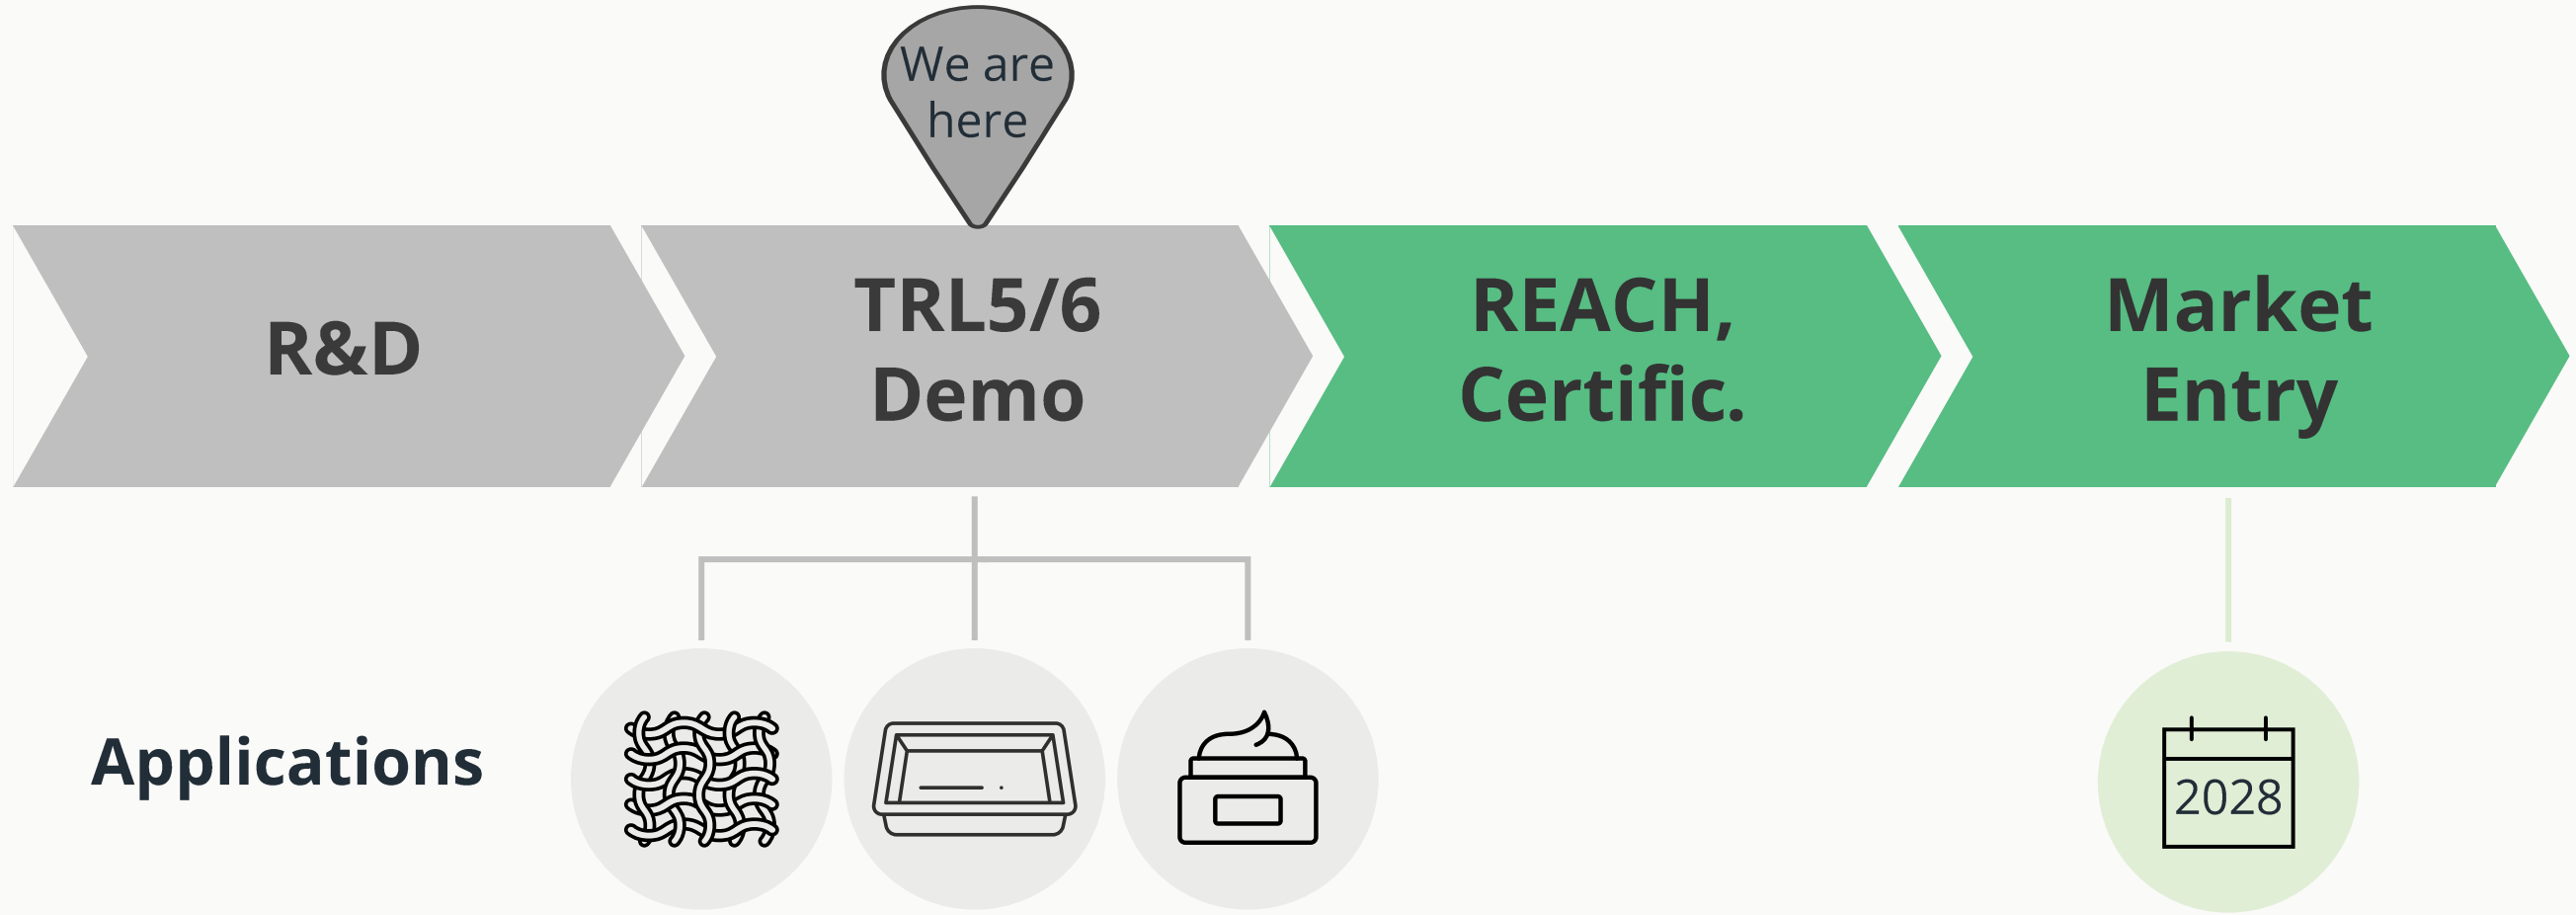 We are
here
R&D
TRL5/6
Demo
REACH,
Certific.
Market
Entry
Applications
2028